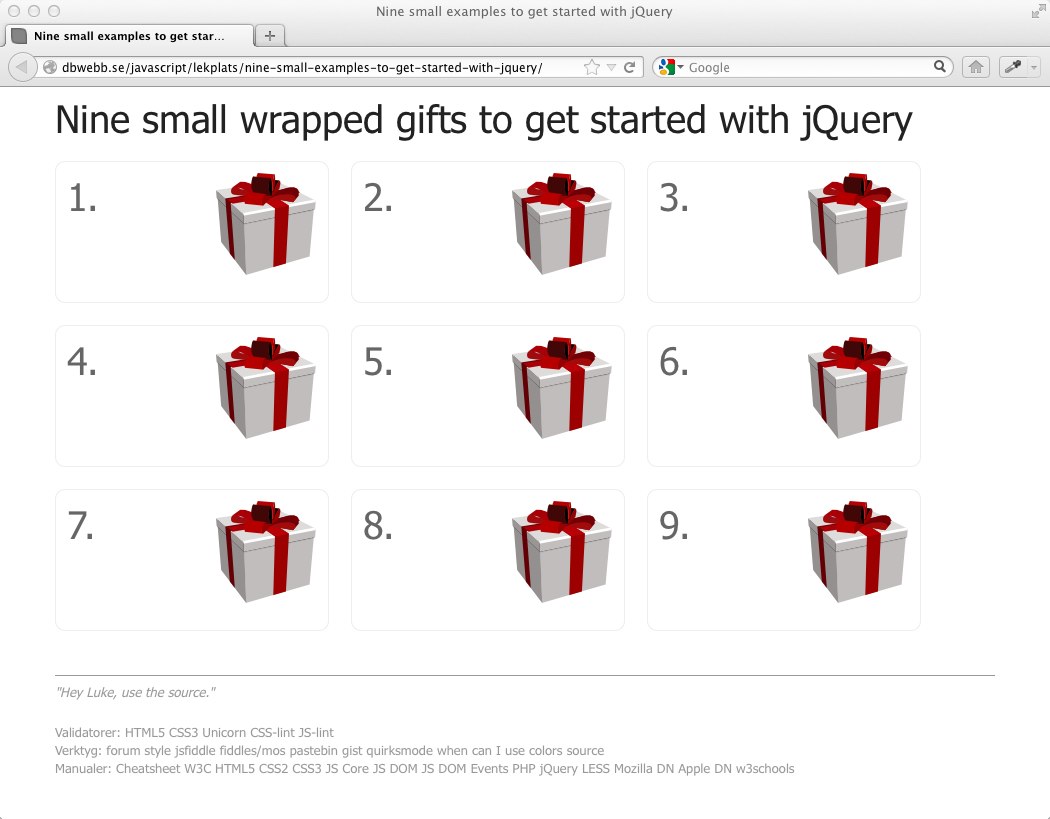 Nine small examples to get started with jQuery
Nine small examples to get star...
dbwebb.se/javascript/lekplats/nine-small-examples-to-get-started-with-jquery/
Google
Nine small wrapped gifts to get started with jQuery
1.
2.
3.
4.
5.
6.
7.
8.
9.
"Hey Luke, use the source."
Validatorer: HTML5 CSS3 Unicorn CSS-lint JS-lint
Verktyg: forum style jsfiddle fiddles/mos pastebin gist quirksmode when can I use colors source
Manualer: Cheatsheet W3C HTML5 CSS2 CSS3 JS Core JS DOM JS DOM Events PHP jQuery LESS Mozilla DN Apple DN w3schools